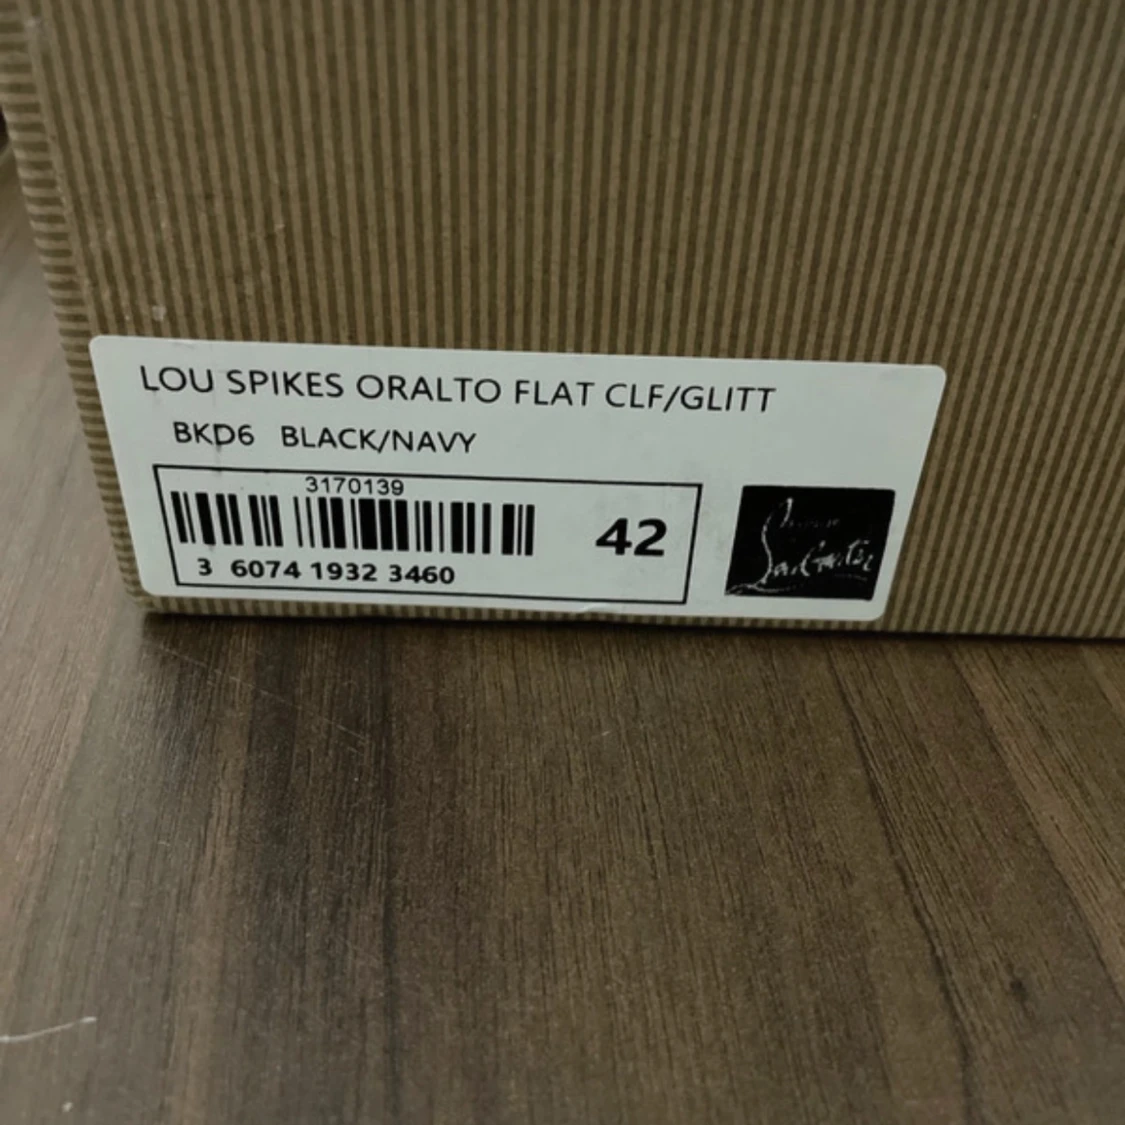 LOU SPIKES ORALTO FLAT CLF/GLITT
BKD6 BLACK/NAVY
3170139
42
3 6074 1932 3460